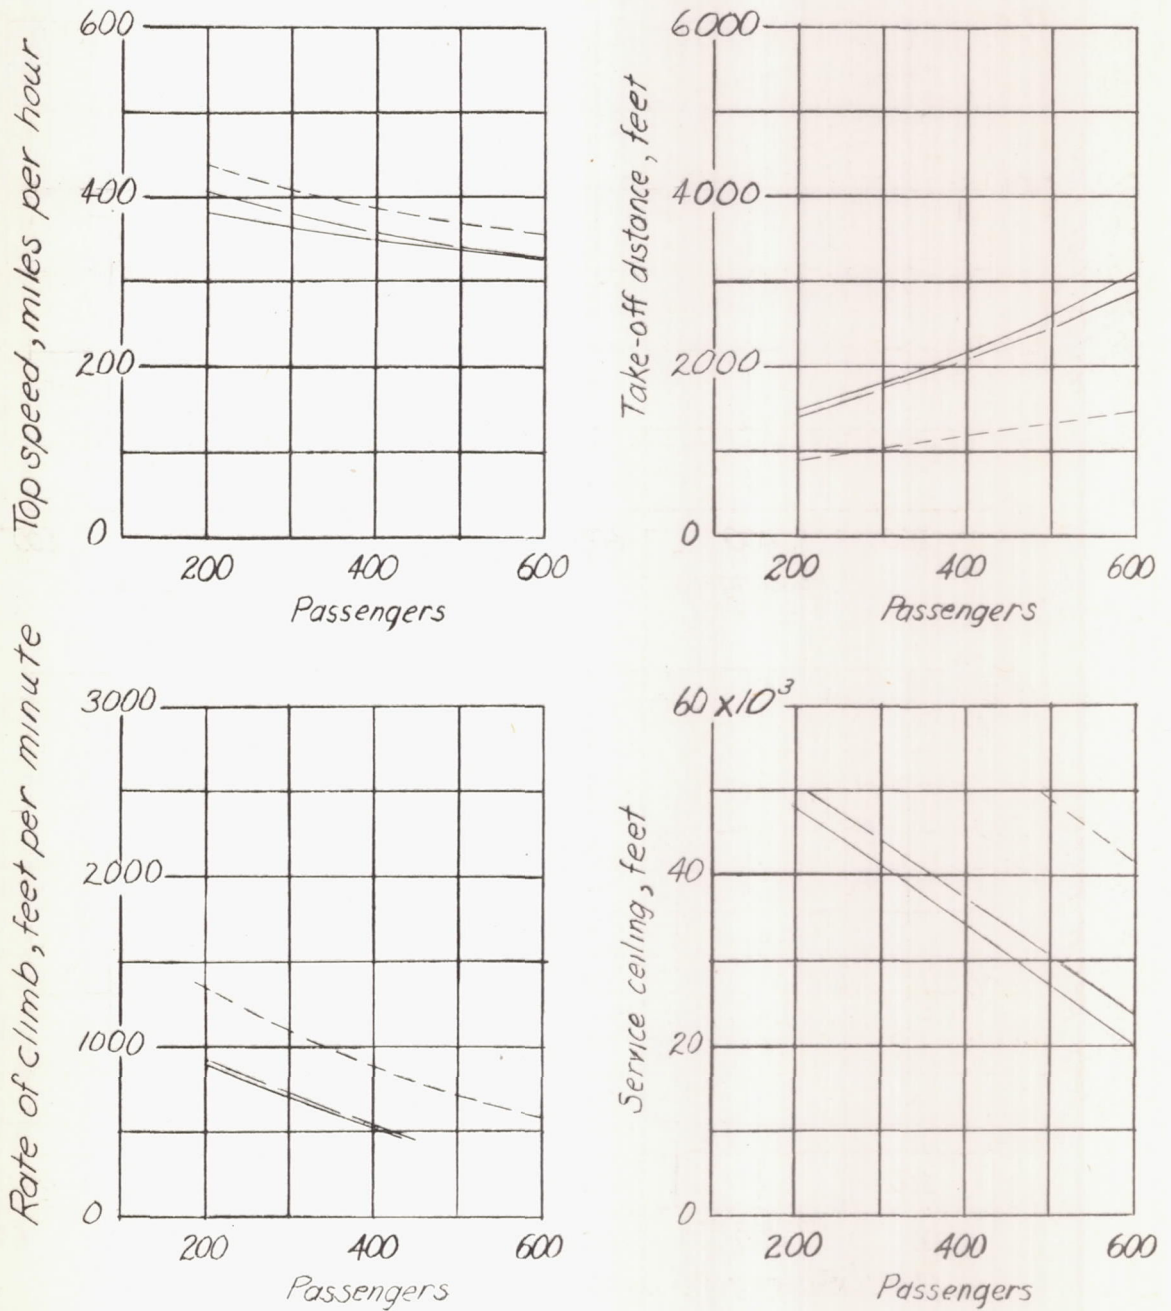 Top speed, miles per hour
600
400
200
0
200 400 600
Passengers
Take-off distance, feet
6000
4000
2000
0
200 400 600
Passengers
Rate of climb, feet per minute
3000
2000
1000
0
200 400 600
Passengers
Service ceiling, feet
60 x10³
40
20
0
200 400 600
Passengers